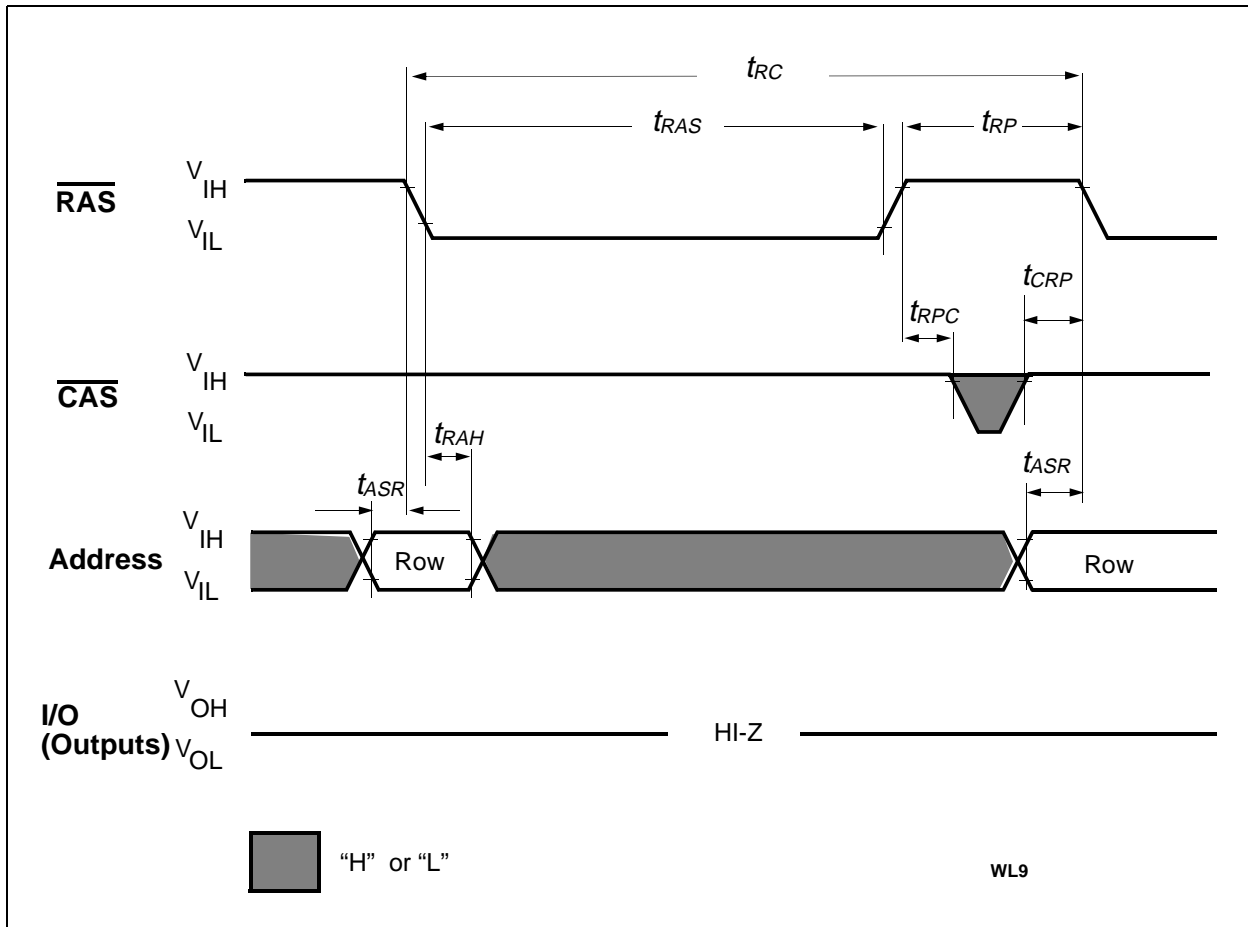 tRC
tRAS
tRP
RAS
VIH
VIL
tCRP
tRPC
CAS
VIH
VIL
tRAH
tASR
tASR
Address
VIH
VIL
Row
Row
I/O
(Outputs)
VOH
VOL
HI-Z
“H” or “L”
WL9